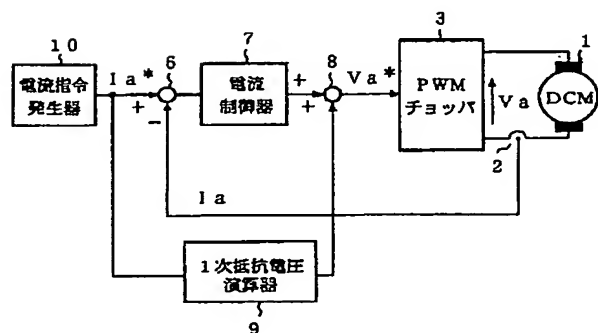 10
電流指令
発生器
Ia*
+
-
6
7
電流
制御器
+
+
8
Va*
3
PWM
チョッパ
Va
1
DCM
2
Ia
1次抵抗電圧
演算器
9